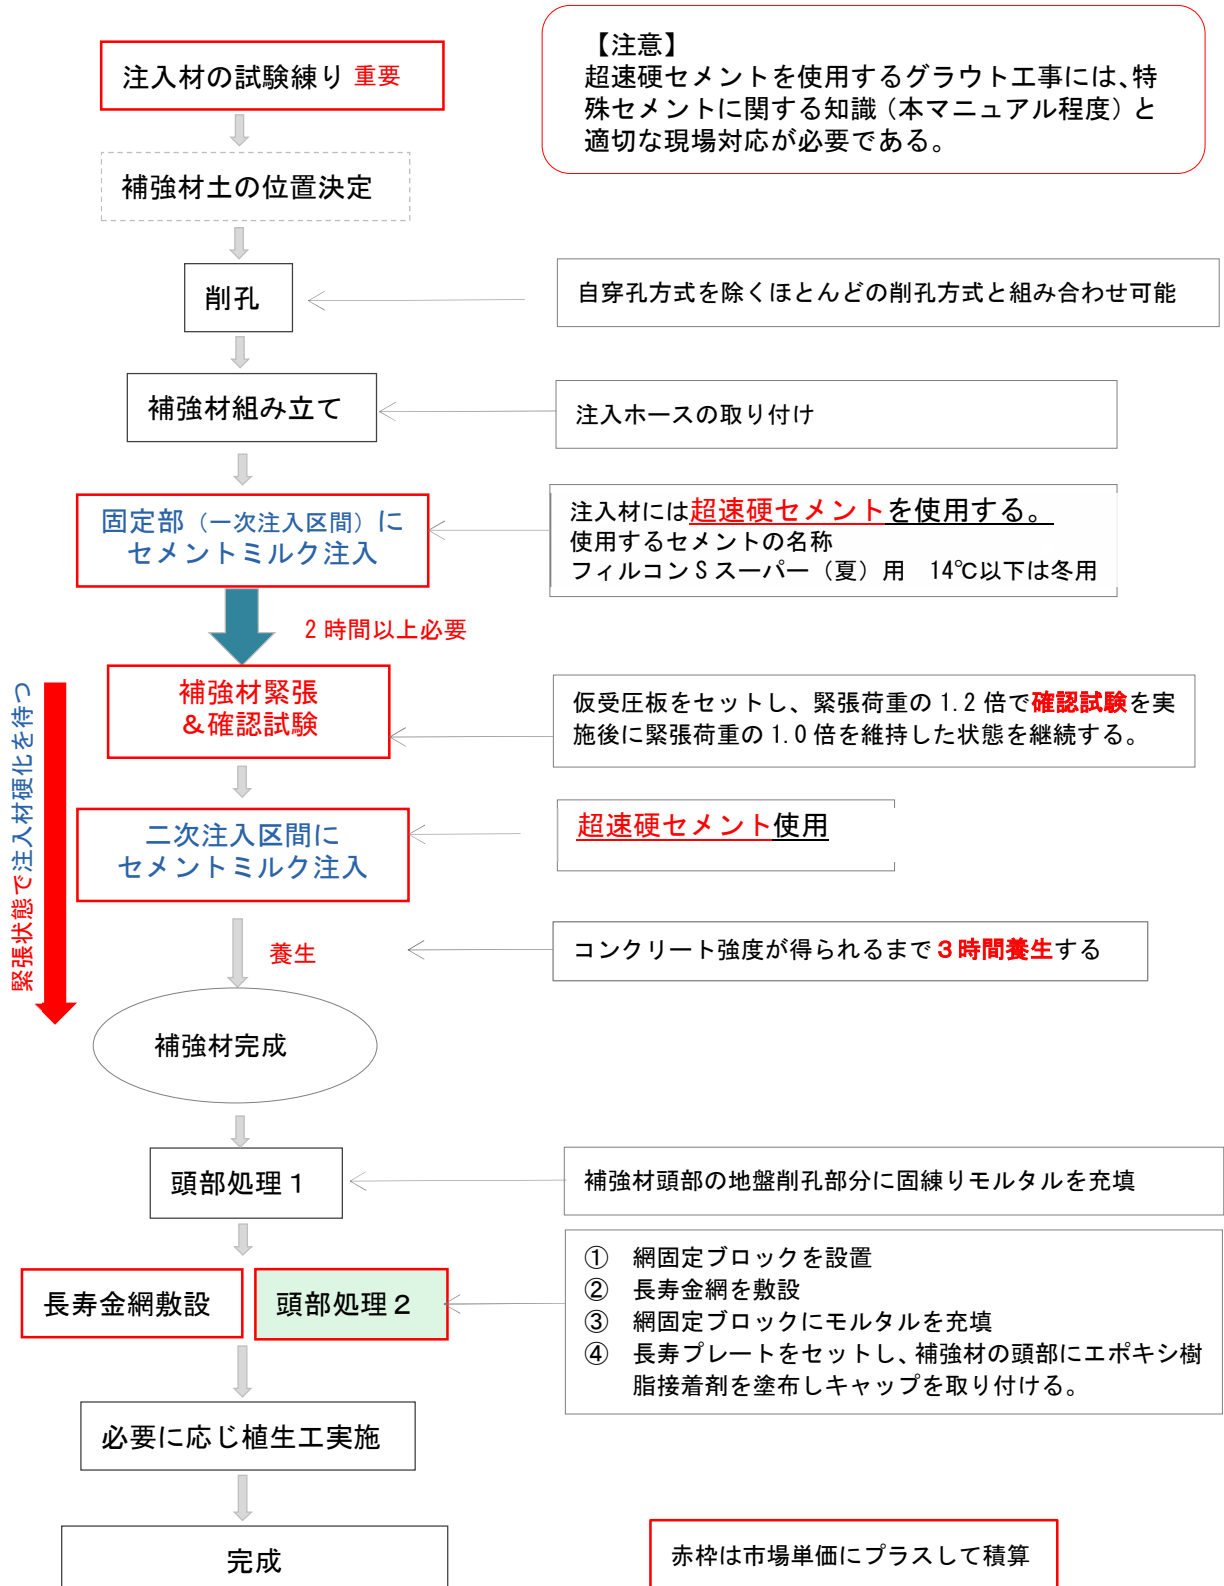 【注意】
超速硬セメントを使用するグラウト工事には、特
殊セメントに関する知識（本マニュアル程度）と
適切な現場対応が必要である。
注入材の試験練り 重要
補強材土の位置決定
削孔
自穿孔方式を除くほとんどの削孔方式と組み合わせ可能
補強材組み立て
注入ホースの取り付け
固定部（一次注入区間）に
セメントミルク注入
注入材には超速硬セメントを使用する。
使用するセメントの名称
フィルコンSスーパー（夏）用　14℃以下は冬用
2時間以上必要
緊張状態で注入材硬化を待つ
補強材緊張
＆確認試験
仮受圧板をセットし、緊張荷重の1.2倍で確認試験を実
施後に緊張荷重の1.0倍を維持した状態を継続する。
二次注入区間に
セメントミルク注入
超速硬セメント使用
養生
コンクリート強度が得られるまで３時間養生する
補強材完成
頭部処理１
補強材頭部の地盤削孔部分に固練りモルタルを充填
長寿金網敷設
頭部処理２
①　網固定ブロックを設置
②　長寿金網を敷設
③　網固定ブロックにモルタルを充填
④　長寿プレートをセットし、補強材の頭部にエポキシ樹
脂接着剤を塗布しキャップを取り付ける。
必要に応じ植生工実施
完成
赤枠は市場単価にプラスして積算